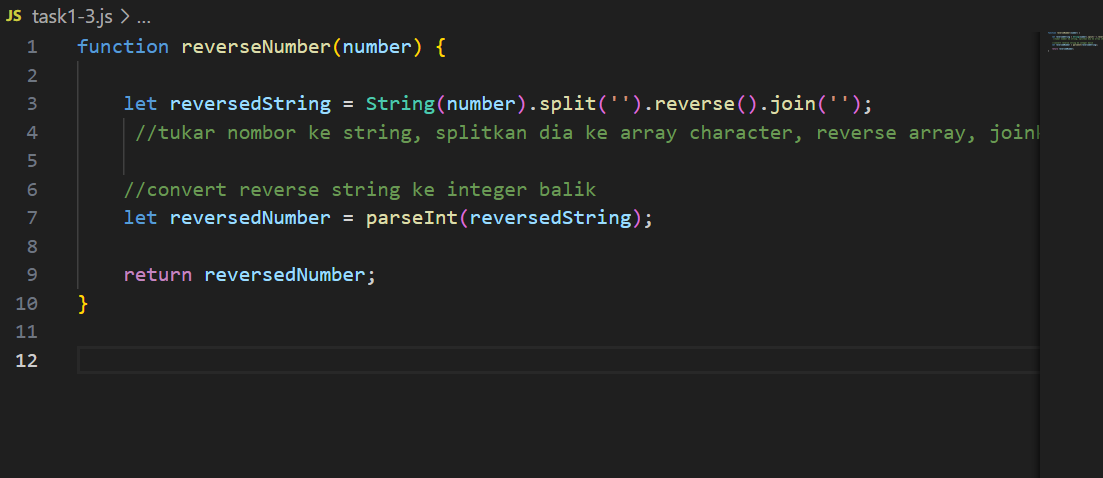 JS task1-3.js > ...
1 function reverseNumber(number) {
2
3 let reversedString = String(number).split('').reverse().join('');
4 //tukar nombor ke string, splitkan dia ke array character, reverse array,
5
6 //convert reverse string ke integer balik
7 let reversedNumber = parseInt(reversedString);
8
9 return reversedNumber;
10 }
11
12